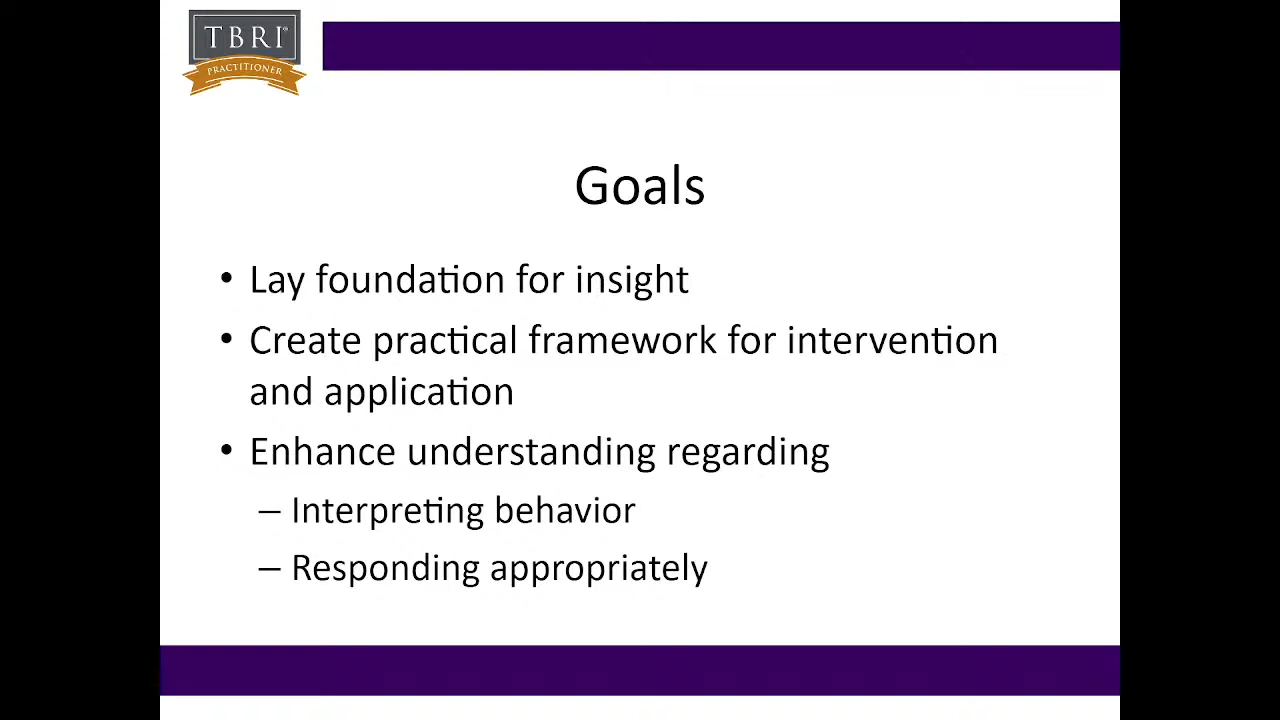 TBRI®
PRACTITIONER
Goals
• Lay foundation for insight
• Create practical framework for intervention
and application
• Enhance understanding regarding
– Interpreting behavior
– Responding appropriately